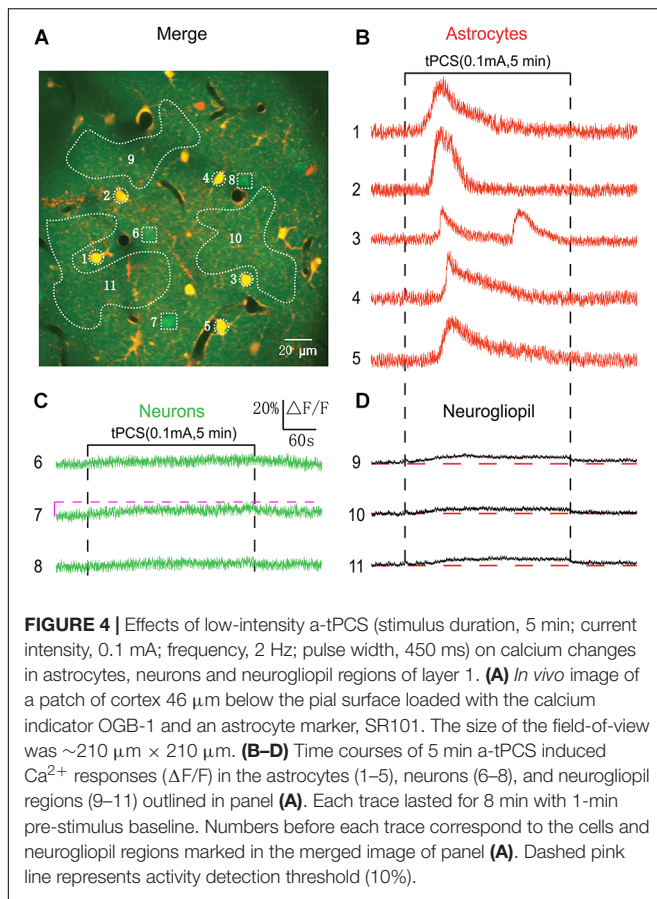 A
Merge
9
2
4
8
6
10
1
3
11
7
5
20 μm
B
Astrocytes
tPCS(0.1mA,5 min)
1
2
3
4
5
C
Neurons
20% △F/F
60s
tPCS(0.1mA,5 min)
6
7
8
D
Neurogliopil
9
10
11
FIGURE 4 | Effects of low-intensity a-tPCS (stimulus duration, 5 min; current
intensity, 0.1 mA; frequency, 2 Hz; pulse width, 450 ms) on calcium changes
in astrocytes, neurons and neurogliopil regions of layer 1. (A) In vivo image of
a patch of cortex 46 μm below the pial surface loaded with the calcium
indicator OGB-1 and an astrocyte marker, SR101. The size of the field-of-view
was ~210 μm × 210 μm. (B–D) Time courses of 5 min a-tPCS induced
Ca²⁺ responses (ΔF/F) in the astrocytes (1–5), neurons (6–8), and neurogliopil
regions (9–11) outlined in panel (A). Each trace lasted for 8 min with 1-min
pre-stimulus baseline. Numbers before each trace correspond to the cells and
neurogliopil regions marked in the merged image of panel (A). Dashed pink
line represents activity detection threshold (10%).